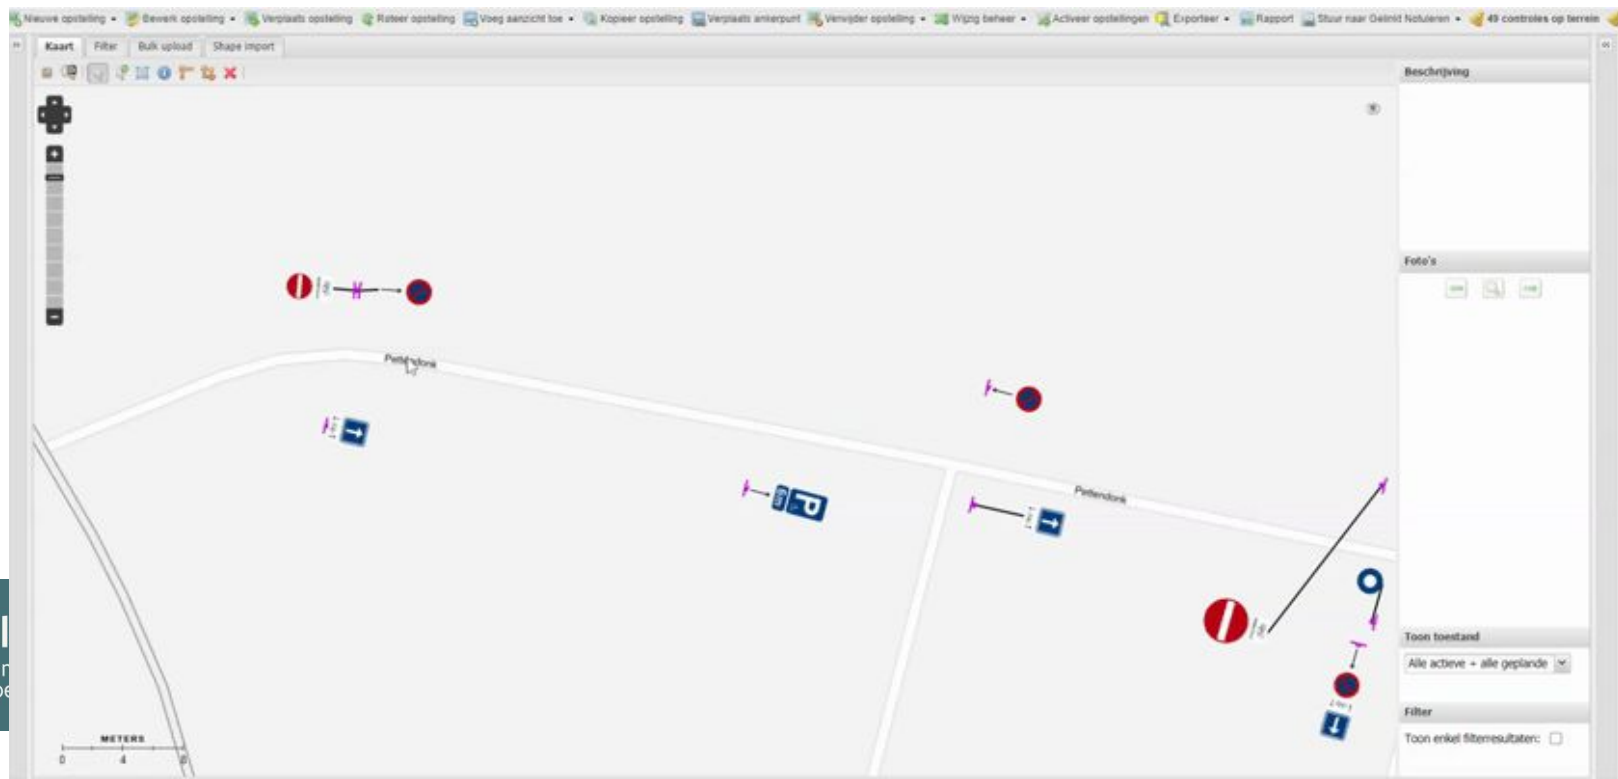 Nieuwe opstelling Bewerk opstelling Verplaats opstelling Roteer opstelling Voeg aanzicht toe Kopieer opstelling Verplaats ankerpunt Verwijder opstelling Wijzig beheer Activeer opstellingen Exporteer Rapport Stuur naar Gelinkt Notuleren 49 controles op terrein
Kaart Filter Bulk upload Shape import
Beschrijving
Foto's
Pettendonk
P
Pettendonk
Toon toestand
Alle actieve + alle geplande
Filter
Toon enkel filterresultaten:
METERS
0 4 8